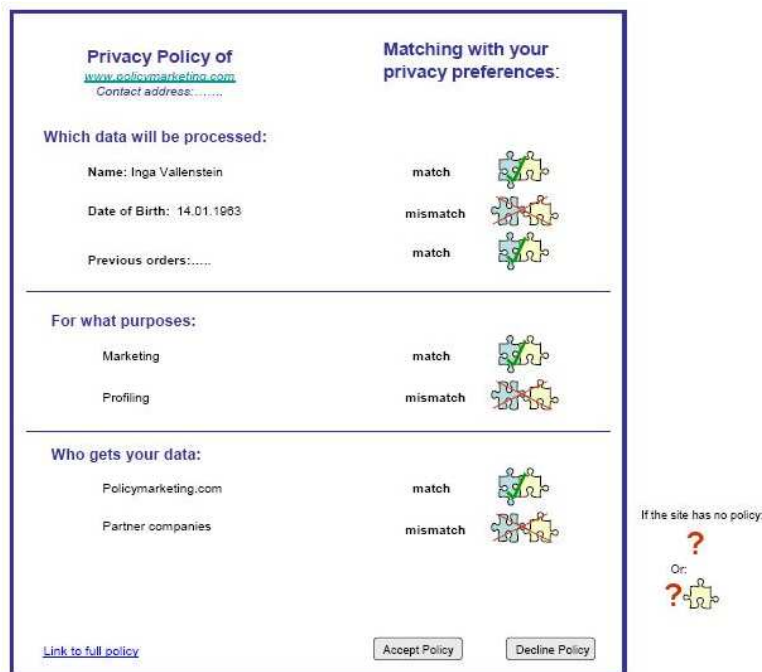 Privacy Policy of
www.policymarketing.com
Contact address:........
Matching with your
privacy preferences:
Which data will be processed:
Name: Inga Vallenstein match
Date of Birth: 14.01.1963 mismatch
Previous orders:..... match
For what purposes:
Marketing match
Profiling mismatch
Who gets your data:
Policymarketing.com match
Partner companies mismatch
Link to full policy Accept Policy Decline Policy
If the site has no policy:
?
Or:
?